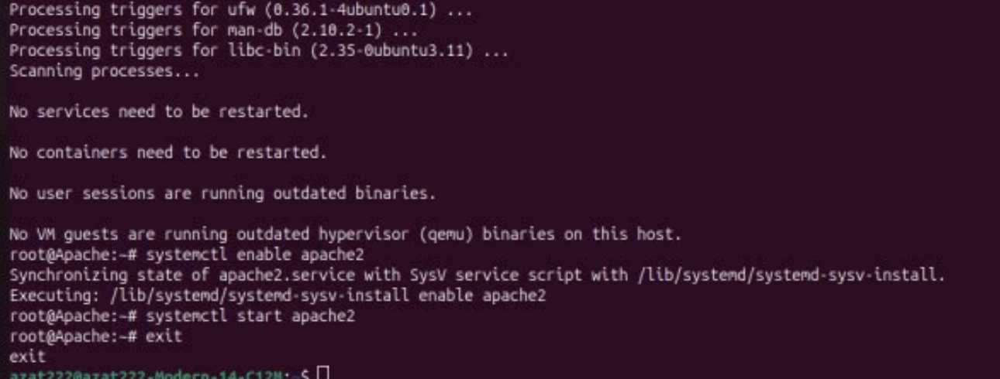 Processing triggers for ufw (0.36.1-4ubuntu0.1) ...
Processing triggers for man-db (2.10.2-1) ...
Processing triggers for libc-bin (2.35-0ubuntu3.11) ...
Scanning processes...
No services need to be restarted.
No containers need to be restarted.
No user sessions are running outdated binaries.
No VM guests are running outdated hypervisor (qemu) binaries on this host.
root@Apache:~# systemctl enable apache2
Synchronizing state of apache2.service with SysV service script with /lib/systemd/systemd-sysv-install.
Executing: /lib/systemd/systemd-sysv-install enable apache2
root@Apache:~# systemctl start apache2
root@Apache:~# exit
exit
azat222@azat222-Modern-14-C12M:~$